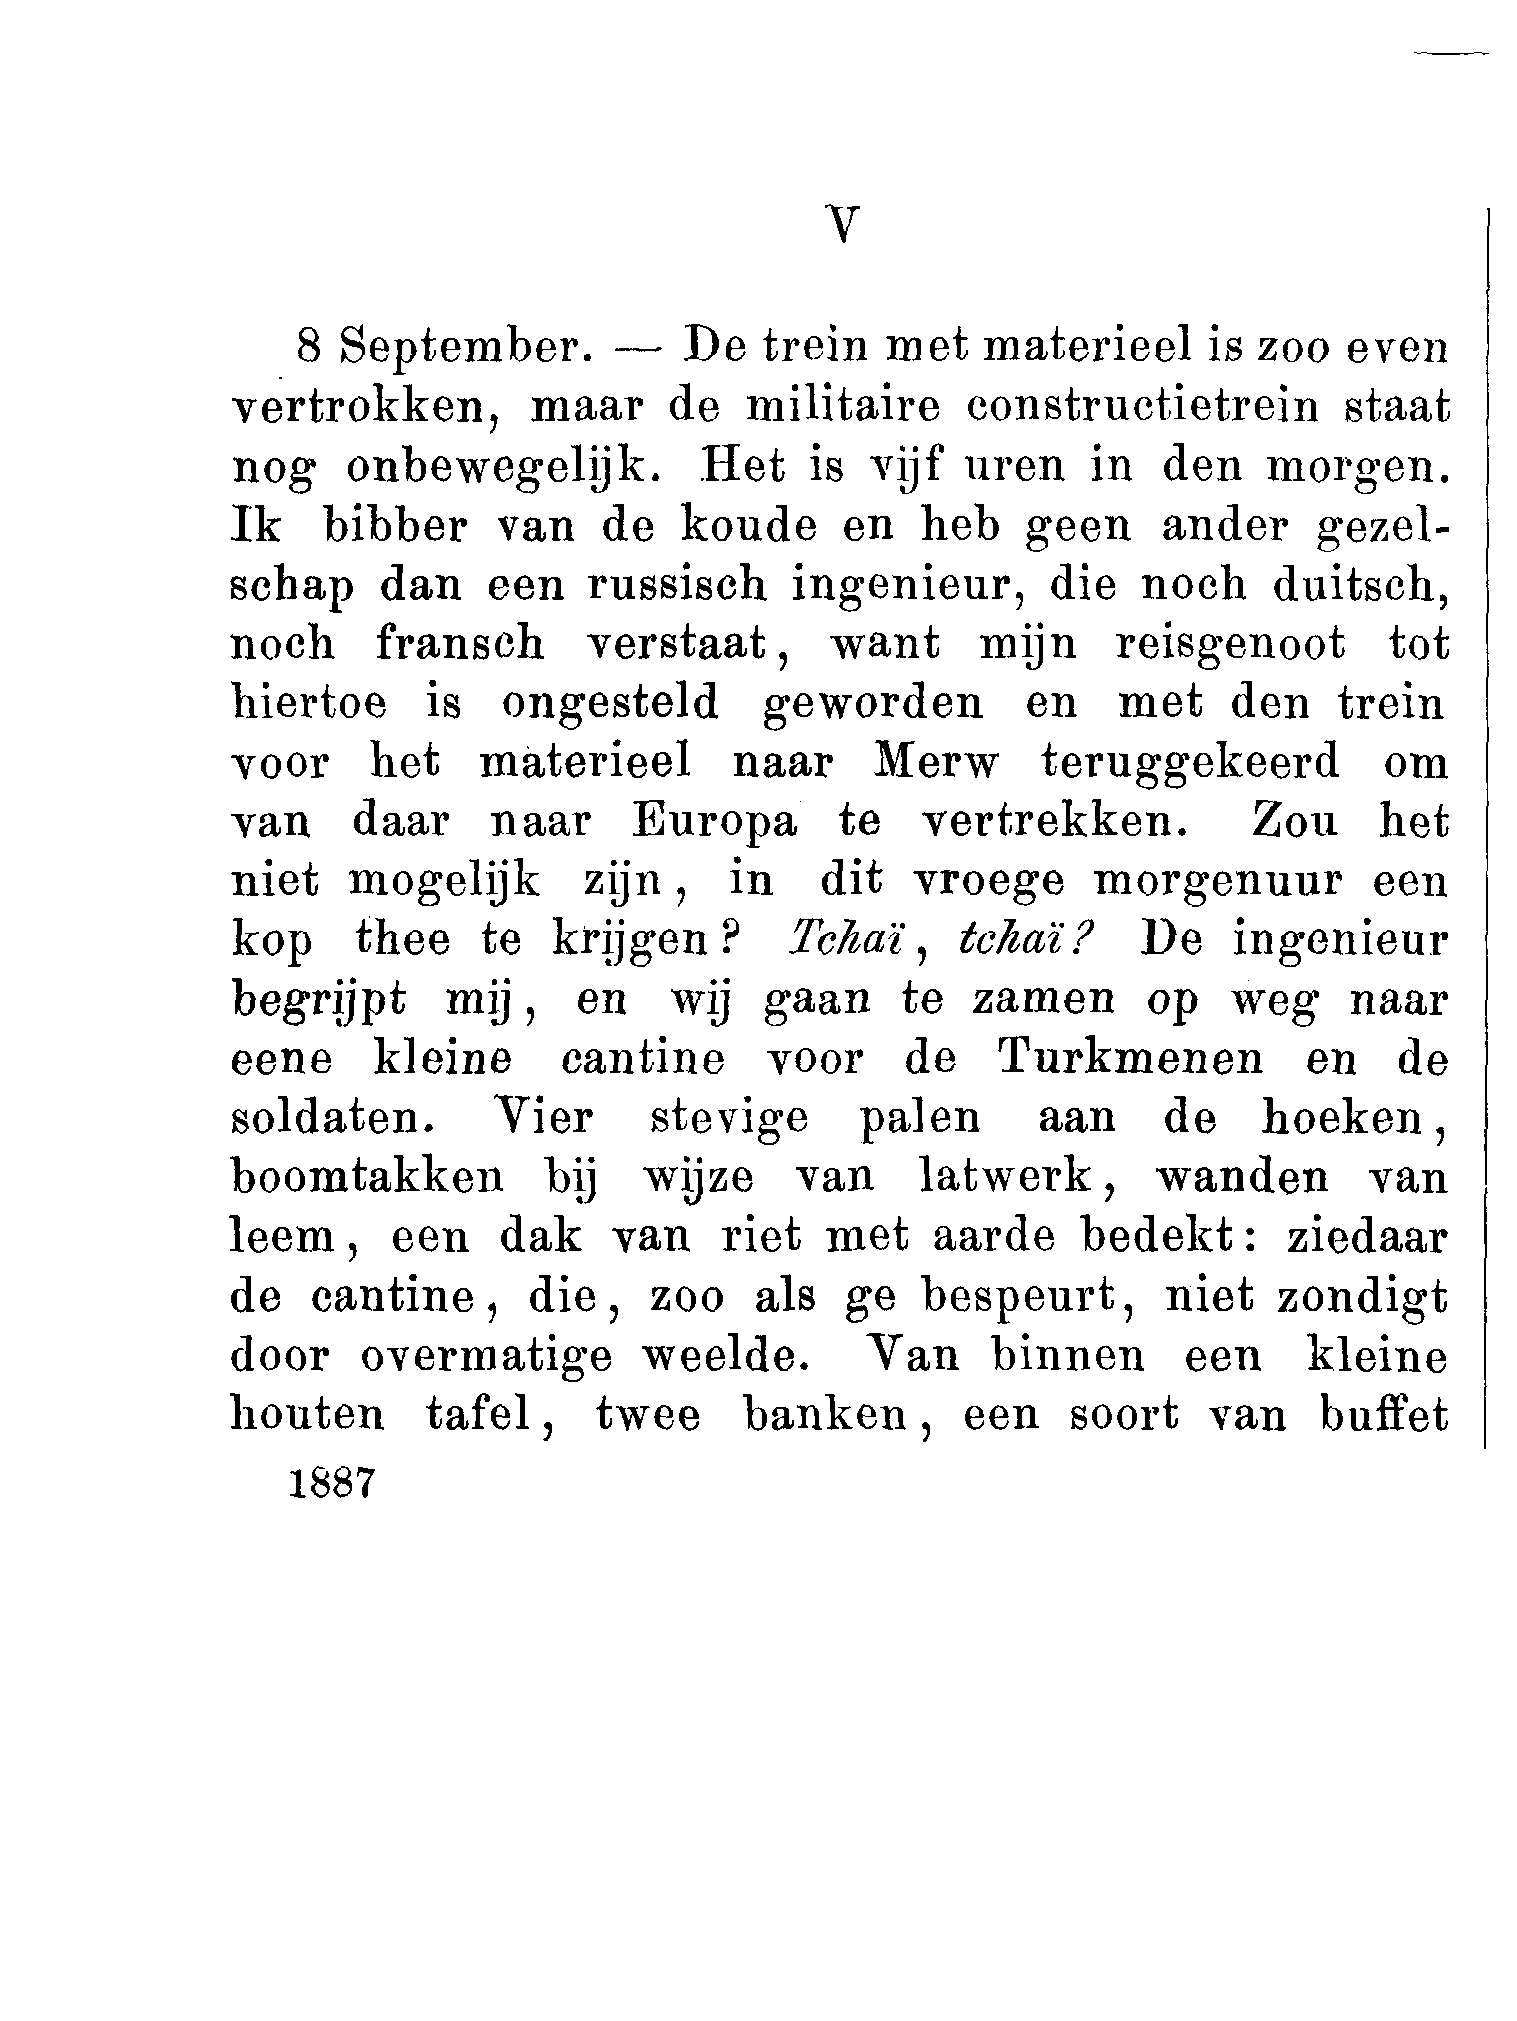 V
8 September. — De trein met materieel is zoo even
vertrokken, maar de militaire constructietrein staat
nog onbewegelijk. Het is vijf uren in den morgen.
Ik bibber van de koude en heb geen ander gezel-
schap dan een russisch ingenieur, die noch duitsch,
noch fransch verstaat, want mijn reisgenoot tot
hiertoe is ongesteld geworden en met den trein
voor het materieel naar Merw teruggekeerd om
van daar naar Europa te vertrekken. Zou het
niet mogelijk zijn, in dit vroege morgenuur een
kop thee te krijgen? Tchaï, tchaï? De ingenieur
begrijpt mij, en wij gaan te zamen op weg naar
eene kleine cantine voor de Turkmenen en de
soldaten. Vier stevige palen aan de hoeken,
boomtakken bij wijze van latwerk, wanden van
leem, een dak van riet met aarde bedekt: ziedaar
de cantine, die, zoo als ge bespeurt, niet zondigt
door overmatige weelde. Van binnen een kleine
houten tafel, twee banken, een soort van buffet
1887